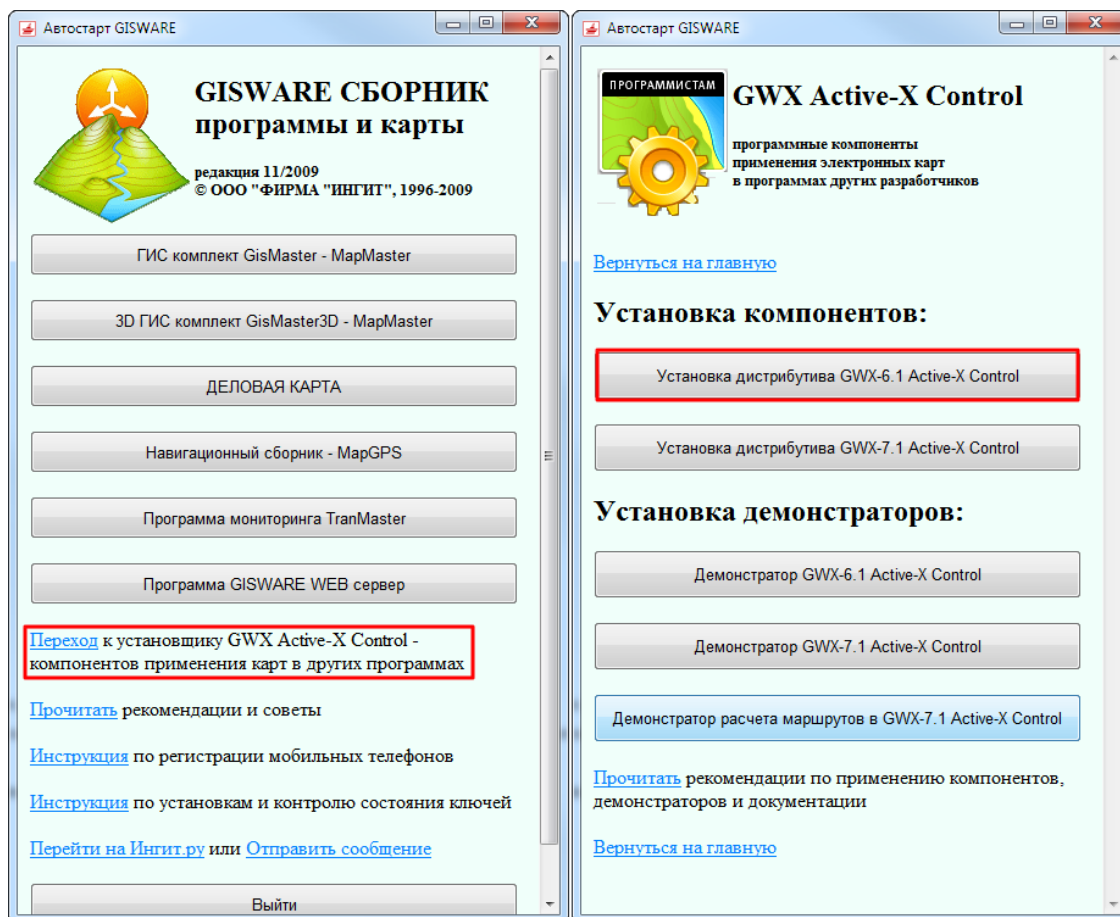 Автостарт GISWARE
GISWARE СБОРНИК
программы и карты
редакция 11/2009
© ООО "ФИРМА "ИНГИТ", 1996-2009
ГИС комплект GisMaster - MapMaster
3D ГИС комплект GisMaster3D - MapMaster
ДЕЛОВАЯ КАРТА
Навигационный сборник - MapGPS
Программа мониторинга TranMaster
Программа GISWARE WEB сервер
Переход к установщику GWX Active-X Control -
компонентов применения карт в других программах
Прочитать рекомендации и советы
Инструкция по регистрации мобильных телефонов
Инструкция по установкам и контролю состояния ключей
Перейти на Ингит.ру или Отправить сообщение
Выйти
Автостарт GISWARE
ПРОГРАММИСТАМ
GWX Active-X Control
программные компоненты
применения электронных карт
в программах других разработчиков
Вернуться на главную
Установка компонентов:
Установка дистрибутива GWX-6.1 Active-X Control
Установка дистрибутива GWX-7.1 Active-X Control
Установка демонстраторов:
Демонстратор GWX-6.1 Active-X Control
Демонстратор GWX-7.1 Active-X Control
Демонстратор расчета маршрутов в GWX-7.1 Active-X Control
Прочитать рекомендации по применению компонентов,
демонстраторов и документации
Вернуться на главную